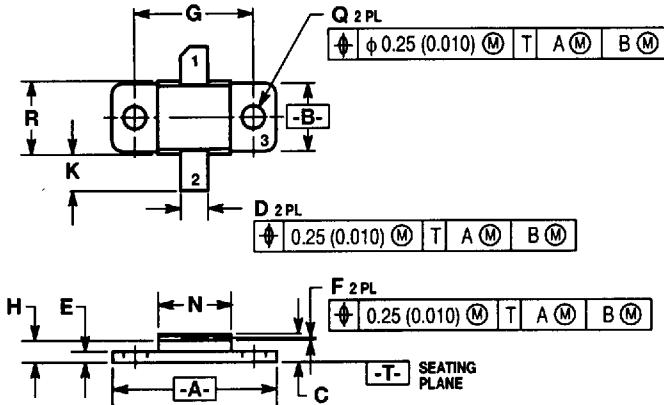 G
Q 2 PL
⌖ ϕ 0.25 (0.010) Ⓜ T A Ⓜ B Ⓜ
1
R
-B-
3
K
2
D 2 PL
⌖ 0.25 (0.010) Ⓜ T A Ⓜ B Ⓜ
H
E
N
F 2 PL
⌖ 0.25 (0.010) Ⓜ T A Ⓜ B Ⓜ
-A-
C
-T- SEATING
PLANE